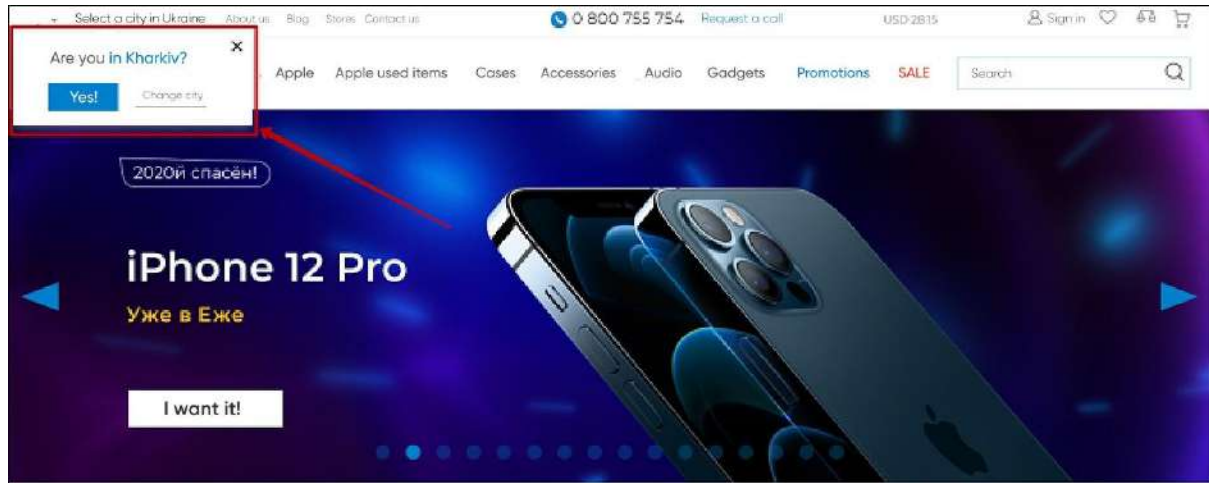 Select a city in Ukraine About us Blog Stores Contact us 0 800 755 754 Request a call USD 28.15 Sign in
Are you in Kharkiv?
Yes! Change city
Apple Apple used items Cases Accessories Audio Gadgets Promotions SALE Search
2020й спасён!
iPhone 12 Pro
Уже в Еже
I want it!